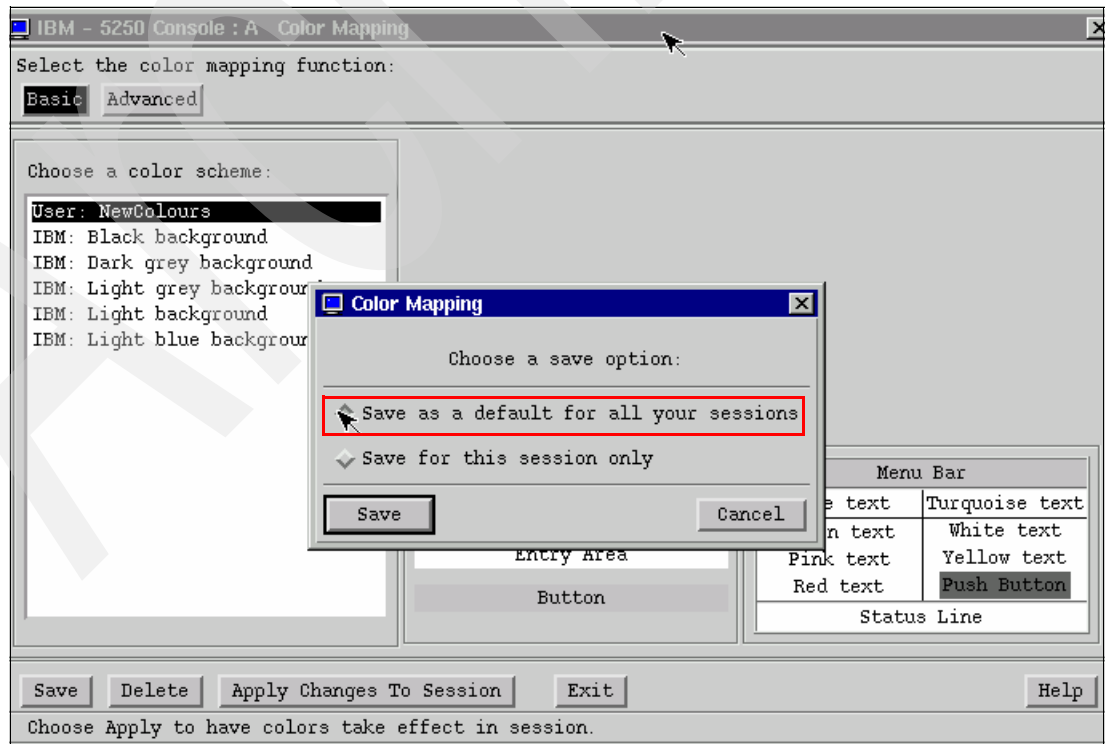 IBM - 5250 Console : A Color Mapping
Select the color mapping function:
Basic Advanced
Choose a color scheme:
User: NewColours
IBM: Black background
IBM: Dark grey background
IBM: Light grey backgroun
IBM: Light background
IBM: Light blue backgroun
Color Mapping
Choose a save option:
Save as a default for all your sessions
Save for this session only
Save Cancel
Entry Area
Button
Menu Bar
text Turquoise text
text White text
Pink text Yellow text
Red text Push Button
Status Line
Save Delete Apply Changes To Session Exit Help
Choose Apply to have colors take effect in session.